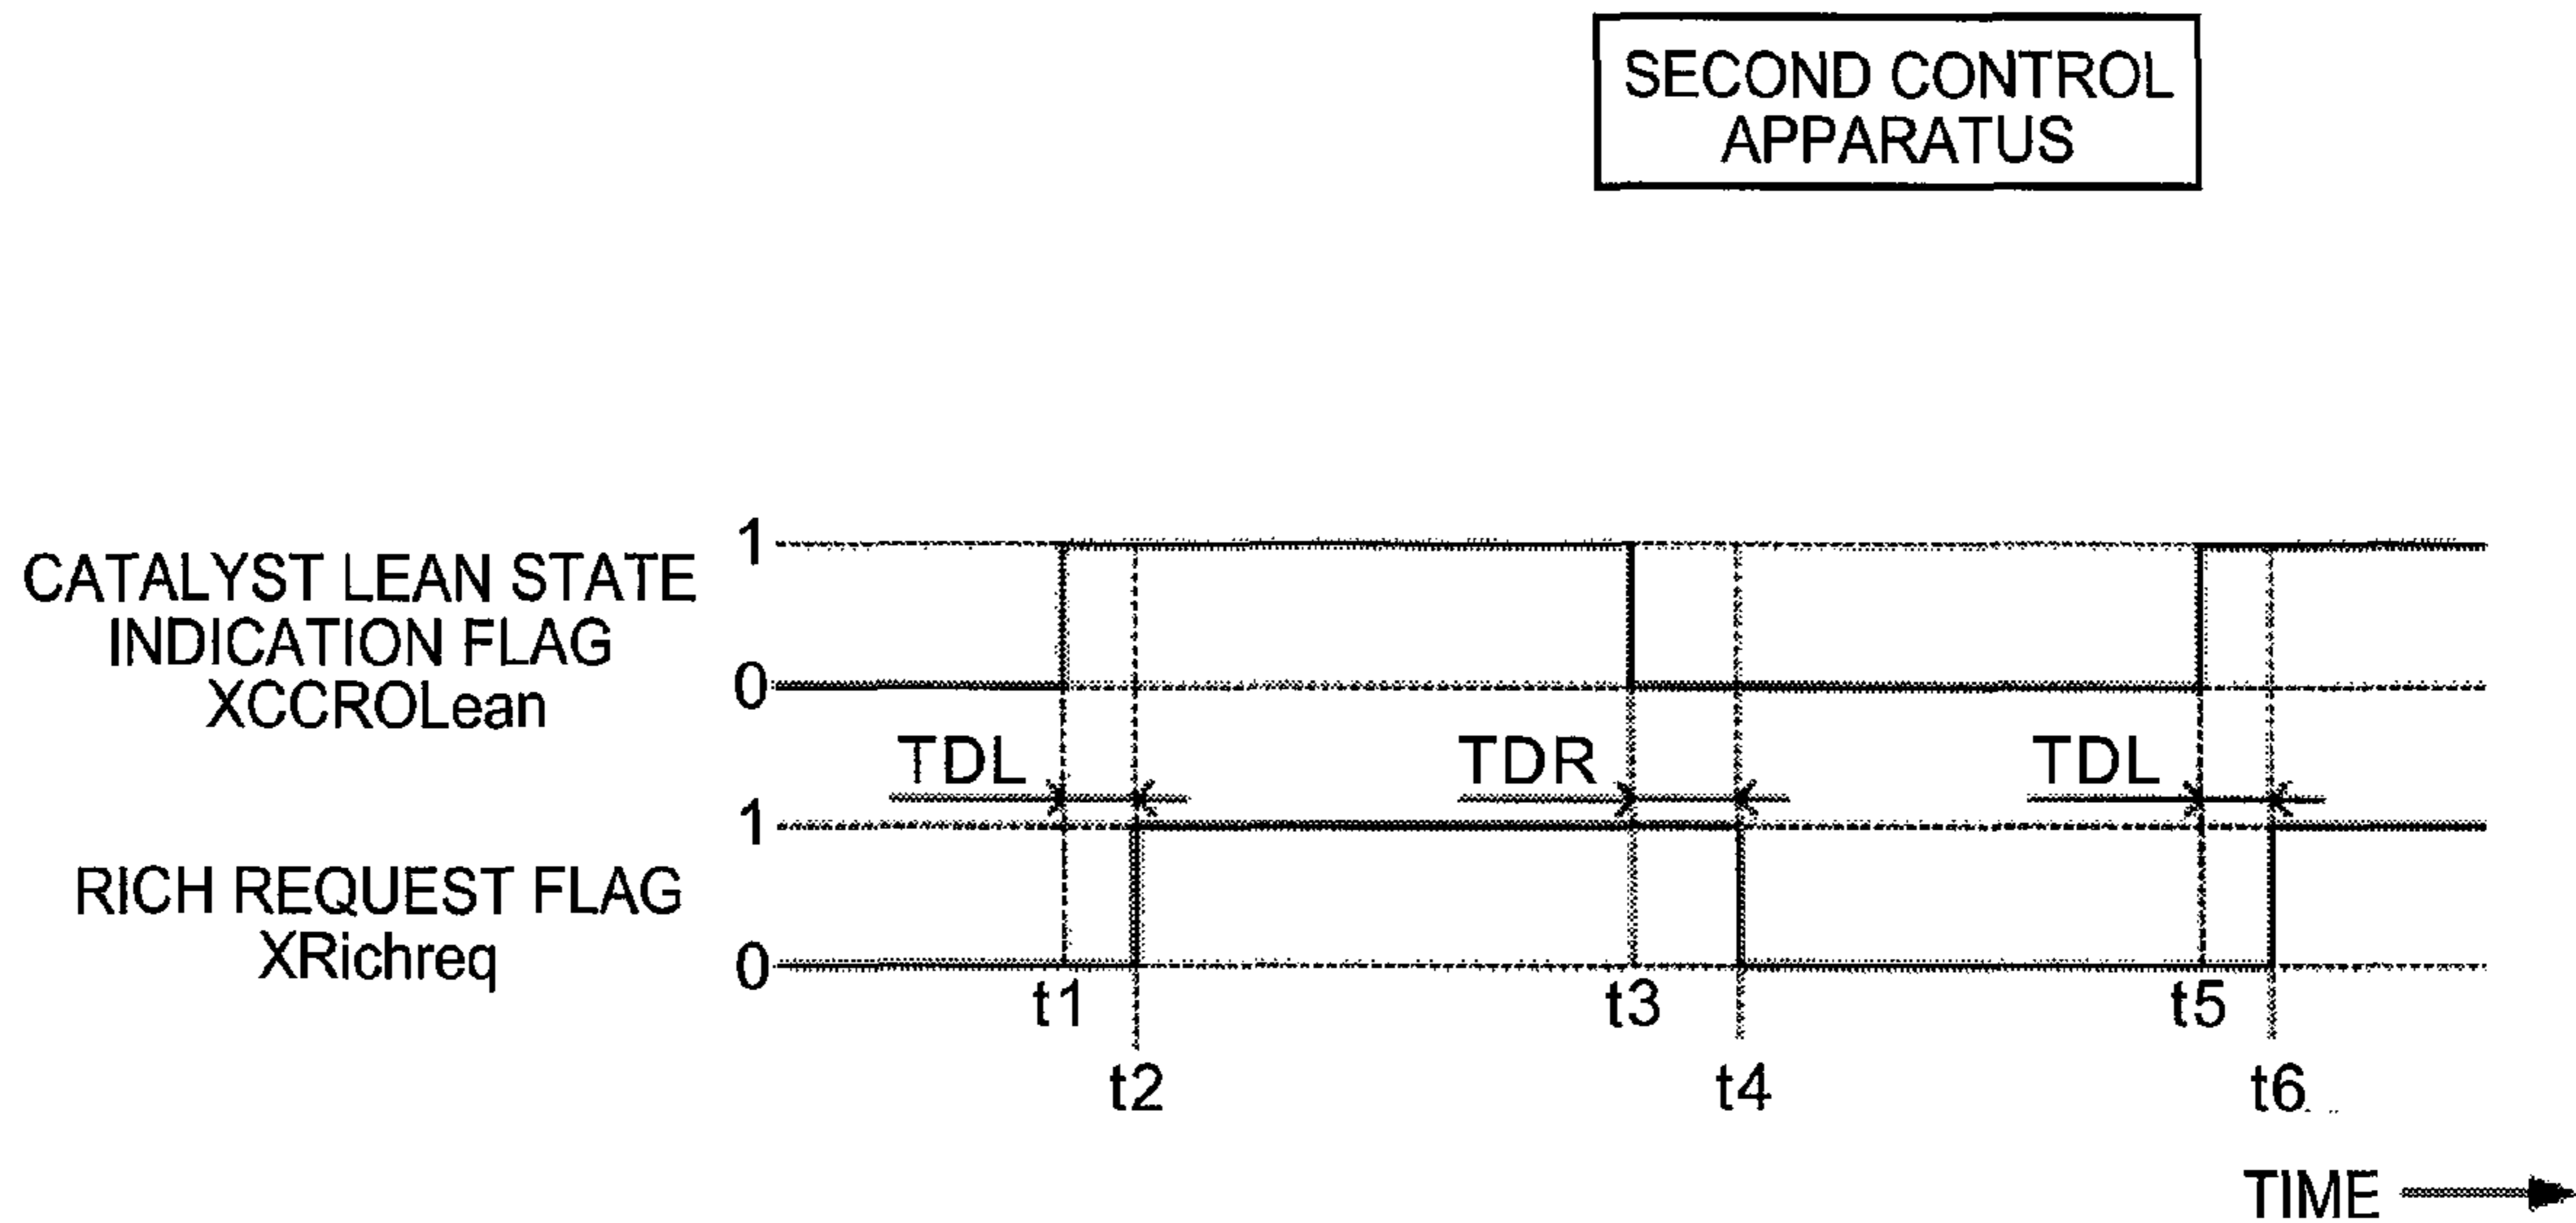 SECOND CONTROL
APPARATUS
1
CATALYST LEAN STATE
INDICATION FLAG
XCCROLean
0
TDL
TDR
TDL
1
RICH REQUEST FLAG
XRichreq
0
t1
t3
t5
t2
t4
t6
TIME